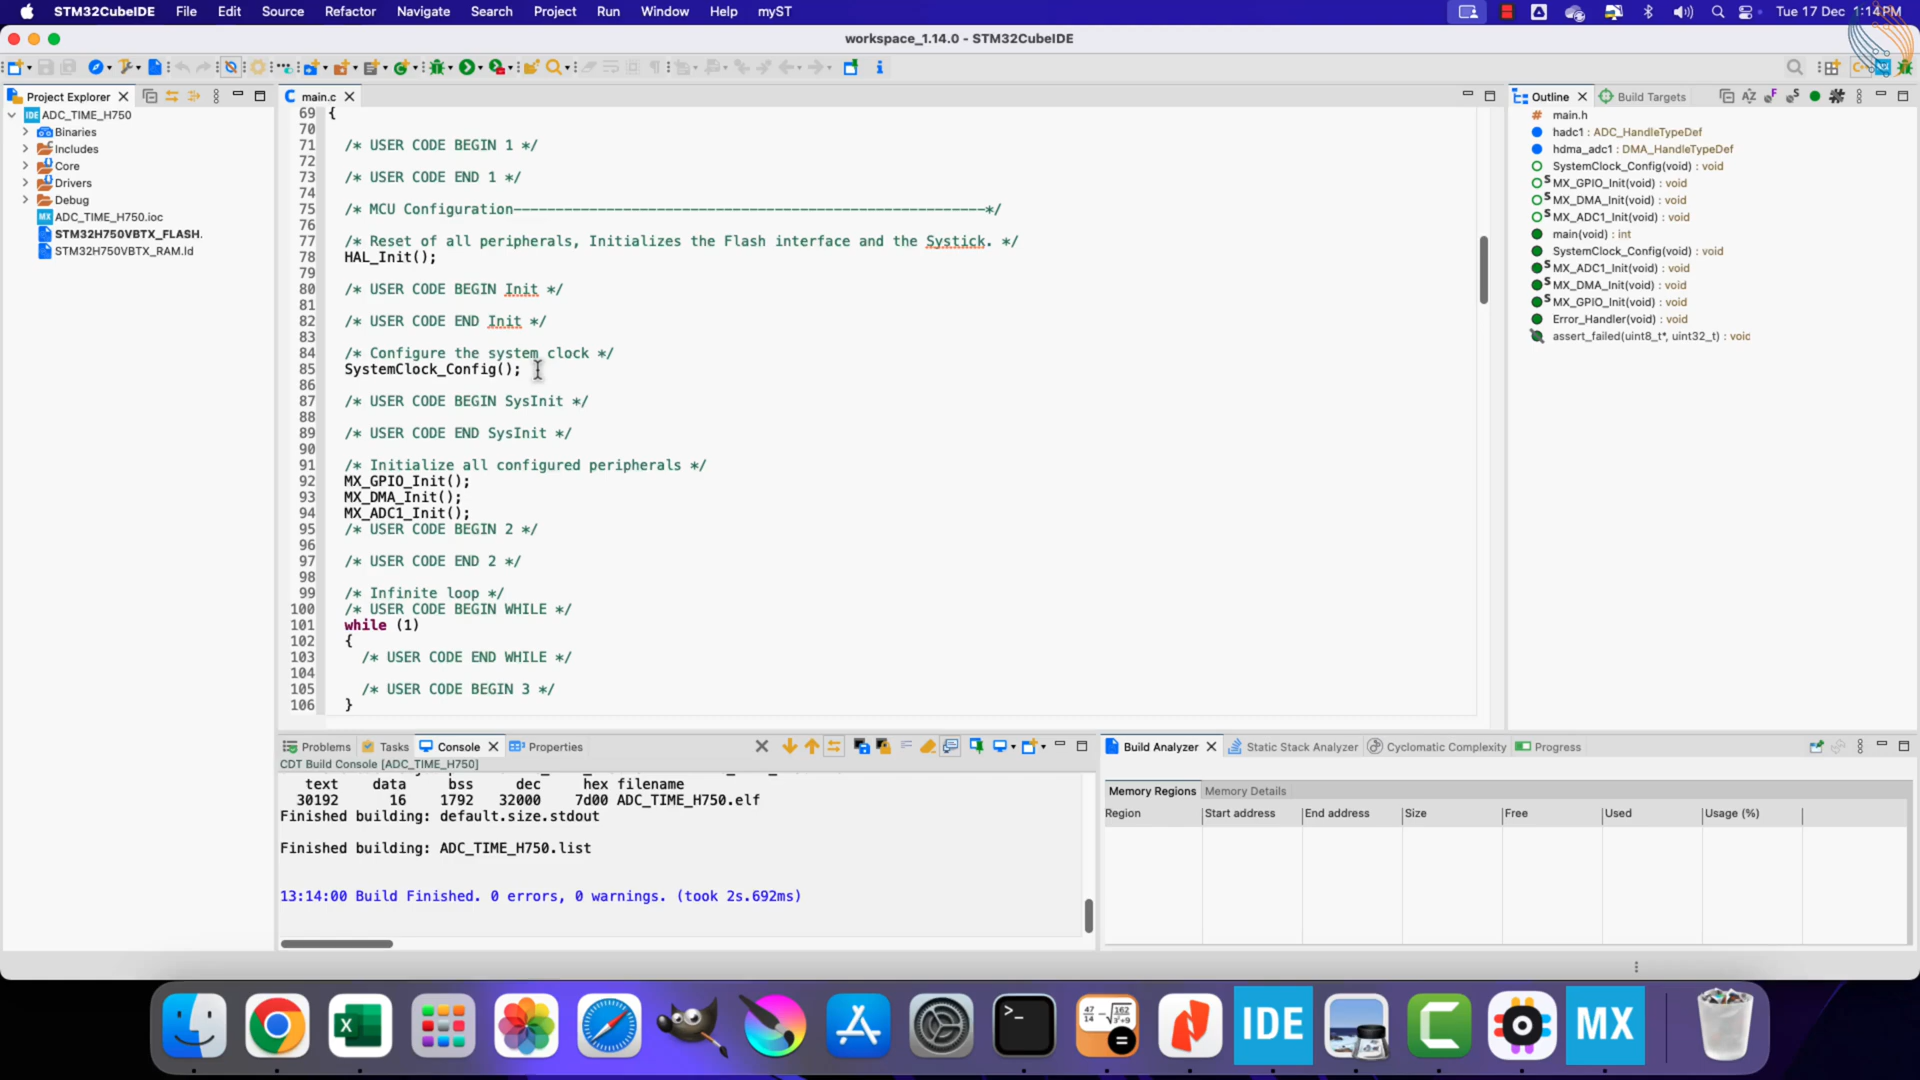 STM32CubeIDE File Edit Source Refactor Navigate Search Project Run Window Help myST Tue 17 Dec 1:14PM
workspace_1.14.0 - STM32CubeIDE
Project Explorer
IDE ADC_TIME_H750
Binaries
Includes
Core
Drivers
Debug
MX ADC_TIME_H750.ioc
STM32H750VBTX_FLASH.
STM32H750VBTX_RAM.ld
main.c
69 {
70
71 /* USER CODE BEGIN 1 */
72
73 /* USER CODE END 1 */
74
75 /* MCU Configuration--------------------------------------------------------*/
76
77 /* Reset of all peripherals, Initializes the Flash interface and the Systick. */
78 HAL_Init();
79
80 /* USER CODE BEGIN Init */
81
82 /* USER CODE END Init */
83
84 /* Configure the system clock */
85 SystemClock_Config();
86
87 /* USER CODE BEGIN SysInit */
88
89 /* USER CODE END SysInit */
90
91 /* Initialize all configured peripherals */
92 MX_GPIO_Init();
93 MX_DMA_Init();
94 MX_ADC1_Init();
95 /* USER CODE BEGIN 2 */
96
97 /* USER CODE END 2 */
98
99 /* Infinite loop */
100 /* USER CODE BEGIN WHILE */
101 while (1)
102 {
103 /* USER CODE END WHILE */
104
105 /* USER CODE BEGIN 3 */
106 }
Outline Build Targets
main.h
hadc1 : ADC_HandleTypeDef
hdma_adc1 : DMA_HandleTypeDef
SystemClock_Config(void) : void
S MX_GPIO_Init(void) : void
S MX_DMA_Init(void) : void
S MX_ADC1_Init(void) : void
main(void) : int
SystemClock_Config(void) : void
S MX_ADC1_Init(void) : void
S MX_DMA_Init(void) : void
S MX_GPIO_Init(void) : void
Error_Handler(void) : void
assert_failed(uint8_t*, uint32_t) : void
Problems Tasks Console Properties
CDT Build Console [ADC_TIME_H750]
text data bss dec hex filename
30192 16 1792 32000 7d00 ADC_TIME_H750.elf
Finished building: default.size.stdout
Finished building: ADC_TIME_H750.list
13:14:00 Build Finished. 0 errors, 0 warnings. (took 2s.692ms)
Build Analyzer Static Stack Analyzer Cyclomatic Complexity Progress
Memory Regions Memory Details
Region Start address End address Size Free Used Usage (%)
IDE MX